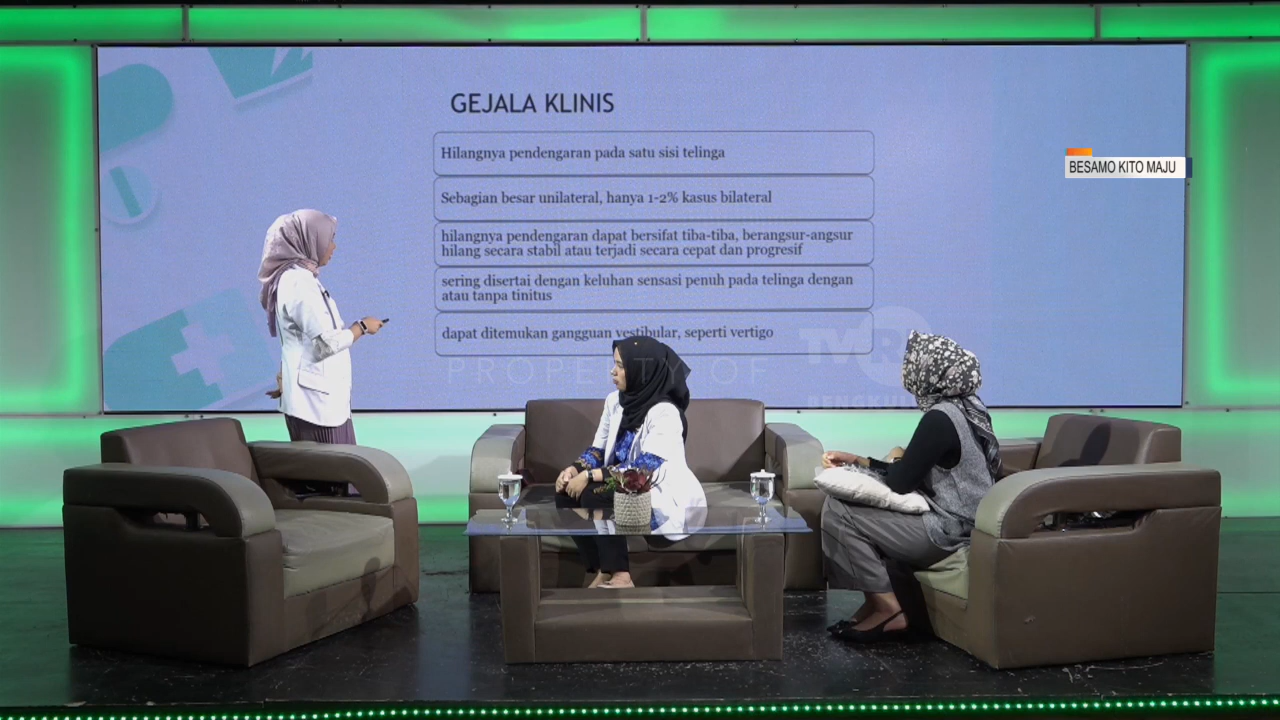 GEJALA KLINIS
Hilangnya pendengaran pada satu sisi telinga
Sebagian besar unilateral, hanya 1-2% kasus bilateral
hilangnya pendengaran dapat bersifat tiba-tiba, berangsur-angsur
hilang secara stabil atau terjadi secara cepat dan progresif
sering disertai dengan keluhan sensasi penuh pada telinga dengan
atau tanpa tinitus
dapat ditemukan gangguan vestibular, seperti vertigo
BESAMO KITO MAJU
PROPERTY OF
TVRI
BENGKULU